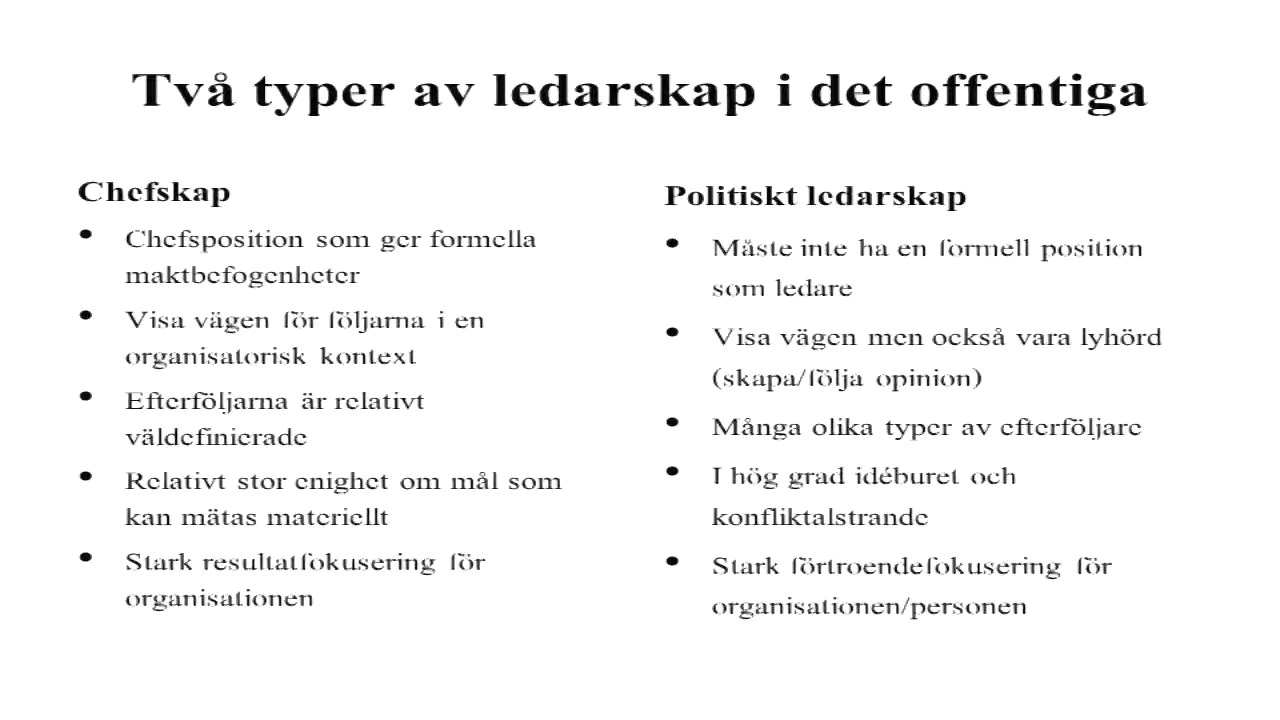 Två typer av ledarskap i det offentiga
Chefskap
• Chefsposition som ger formella
maktbefogenheter
• Visa vägen för följarna i en
organisatorisk kontext
• Efterföljarna är relativt
väldefinierade
• Relativt stor enighet om mål som
kan mätas materiellt
• Stark resultatfokusering för
organisationen
Politiskt ledarskap
• Måste inte ha en formell position
som ledare
• Visa vägen men också vara lyhörd
(skapa/följa opinion)
• Många olika typer av efterföljare
• I hög grad idéburet och
konfliktalstrande
• Stark förtroendefokusering för
organisationen/personen